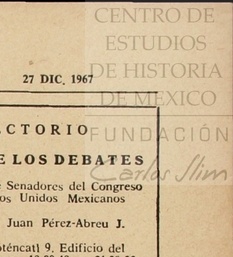 CENTRO DE
ESTUDIOS
DE HISTORIA
DE MEXICO
FUNDACIÓN
Carlos Slim
27 DIC. 1967
ECTORIO
E LOS DEBATES
Senadores del Congreso
os Unidos Mexicanos
Juan Pérez-Abreu J.
oténcatl 9, Edificio del